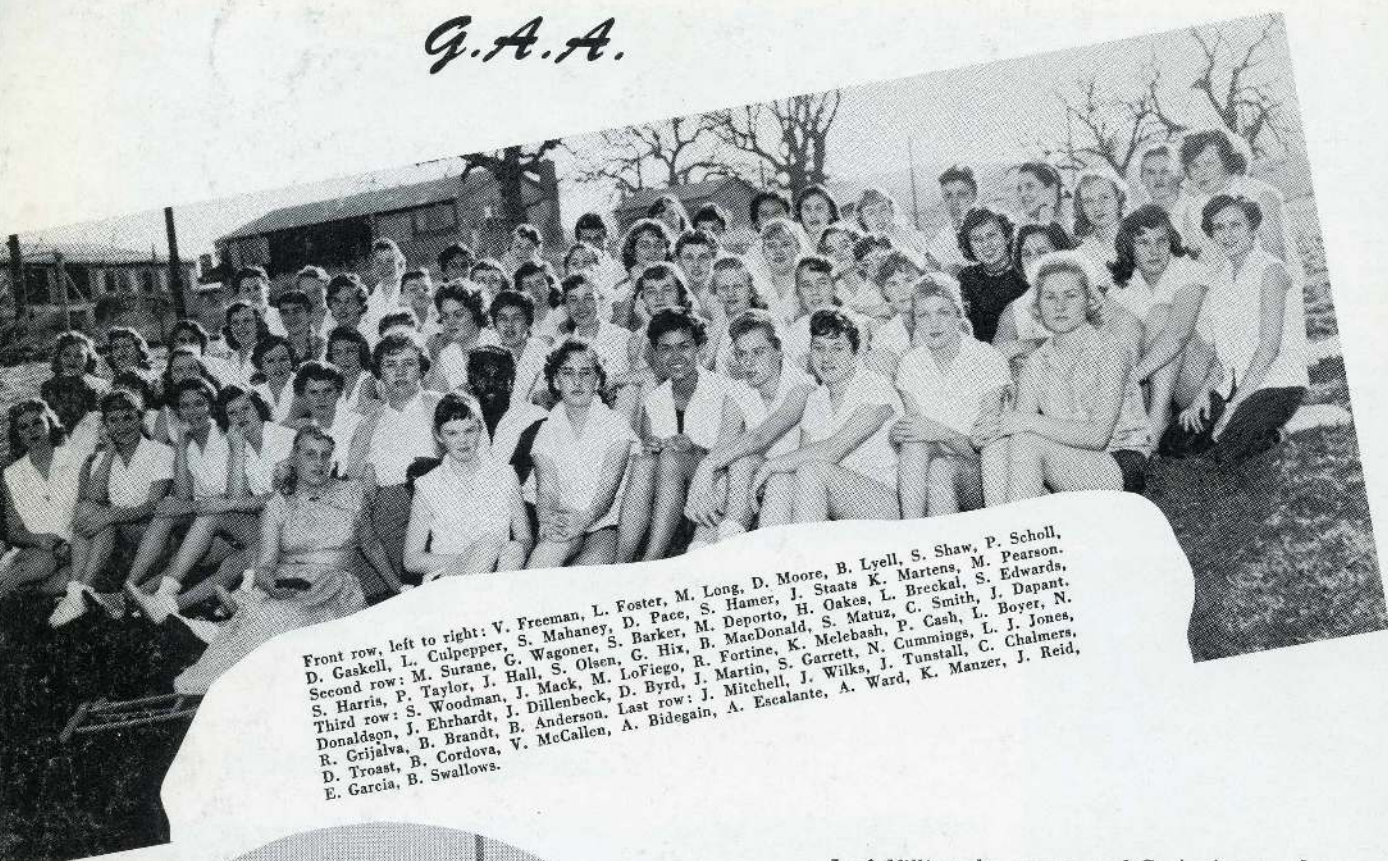 G.A.A.
Front row, left to right: V. Freeman, L. Foster, M. Long, D. Moore, B. Lyell, S. Shaw, P. Scholl,
D. Gaskell, L. Culpepper, S. Mahaney, D. Pace, S. Hamer, J. Staats K. Martens, M. Pearson.
Second row: M. Surane, G. Wagoner, S. Barker, M. Deporto, H. Oakes, L. Breckal, S. Edwards,
S. Harris, P. Taylor, J. Hall, S. Olsen, G. Hix, B. MacDonald, S. Matuz, C. Smith, J. Dapant.
Third row: S. Woodman, J. Mack, M. LoFiego, R. Fortine, K. Melebash, P. Cash, L. Boyer, N.
Donaldson, J. Ehrhardt, J. Dillenbeck, D. Byrd, J. Martin, S. Garrett, N. Cummings, L. J. Jones,
R. Grijalva, B. Brandt, B. Anderson. Last row: J. Mitchell, J. Wilks, J. Tunstall, C. Chalmers,
D. Troast, B. Cordova, V. McCallen, A. Bidegain, A. Escalante, A. Ward, K. Manzer, J. Reid,
E. Garcia, B. Swallows.